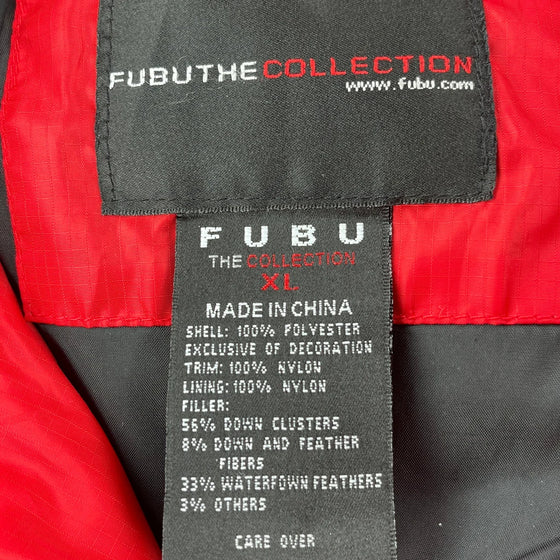 FUBUTHECOLLECTION
www.fubu.com
FUBU
THE COLLECTION
XL
MADE IN CHINA
SHELL: 100% POLYESTER
EXCLUSIVE OF DECORATION
TRIM: 100% NYLON
LINING: 100% NYLON
FILLER:
56% DOWN CLUSTERS
8% DOWN AND FEATHER
FIBERS
33% WATERFOWN FEATHERS
3% OTHERS
CARE OVER